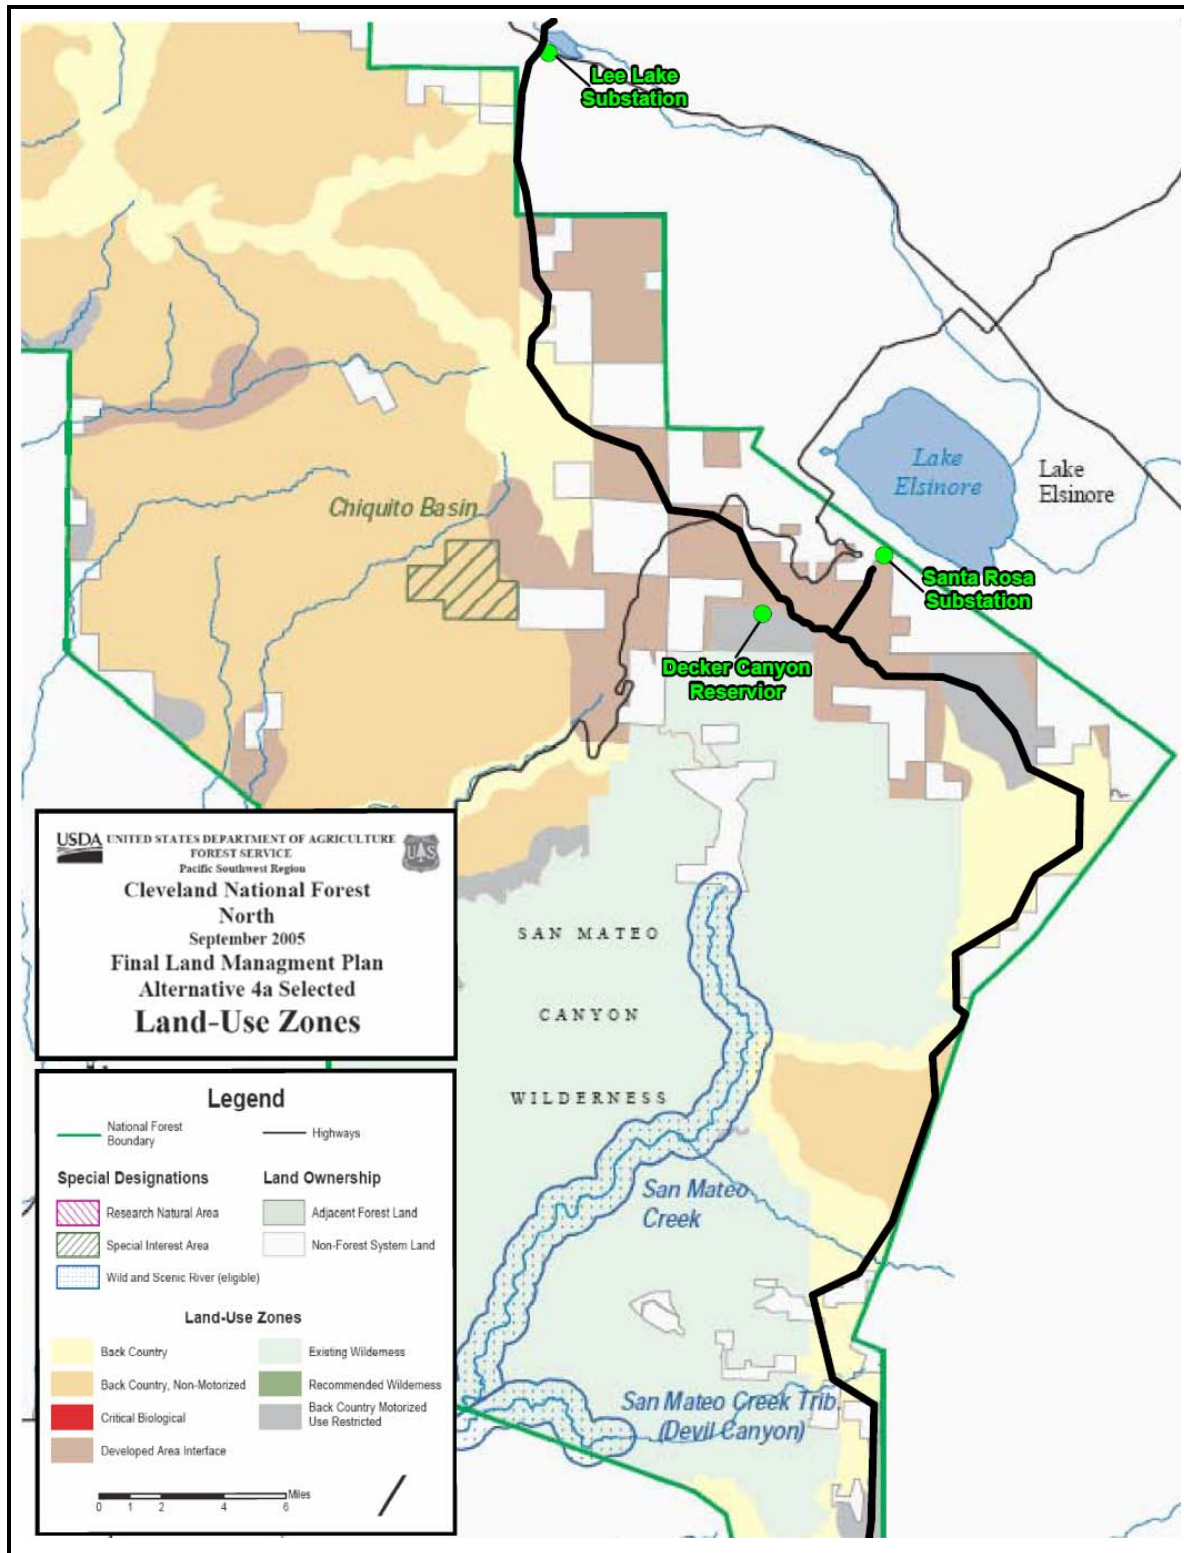 Lee Lake
Substation
Lake
Elsinore
Lake
Elsinore
Chiquito Basin
Santa Rosa
Substation
Decker Canyon
Reservior
USDA UNITED STATES DEPARTMENT OF AGRICULTURE
FOREST SERVICE
Pacific Southwest Region
Cleveland National Forest
North
September 2005
Final Land Managment Plan
Alternative 4a Selected
Land-Use Zones
U S
SAN MATEO
CANYON
WILDERNESS
San Mateo
Creek
San Mateo Creek Trib.
(Devil Canyon)
Legend
National Forest
Boundary
Highways
Special Designations
Land Ownership
Research Natural Area
Adjacent Forest Land
Special Interest Area
Non-Forest System Land
Wild and Scenic River (eligible)
Land-Use Zones
Back Country
Existing Wilderness
Back Country, Non-Motorized
Recommended Wilderness
Critical Biological
Back Country Motorized
Use Restricted
Developed Area Interface
Miles
0 1 2 4 6